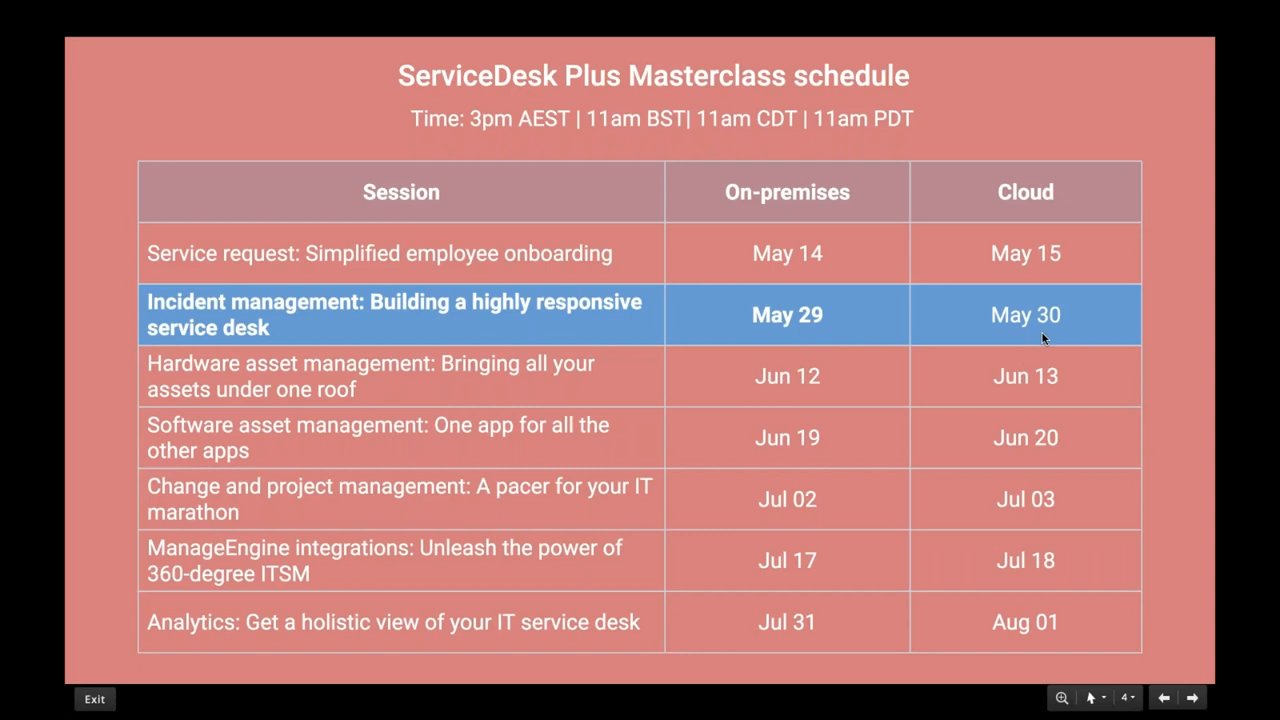 ServiceDesk Plus Masterclass schedule
Time: 3pm AEST | 11am BST| 11am CDT | 11am PDT
Session
On-premises
Cloud
Service request: Simplified employee onboarding
May 14
May 15
Incident management: Building a highly responsive
service desk
May 29
May 30
Hardware asset management: Bringing all your
assets under one roof
Jun 12
Jun 13
Software asset management: One app for all the
other apps
Jun 19
Jun 20
Change and project management: A pacer for your IT
marathon
Jul 02
Jul 03
ManageEngine integrations: Unleash the power of
360-degree ITSM
Jul 17
Jul 18
Analytics: Get a holistic view of your IT service desk
Jul 31
Aug 01
Exit
4